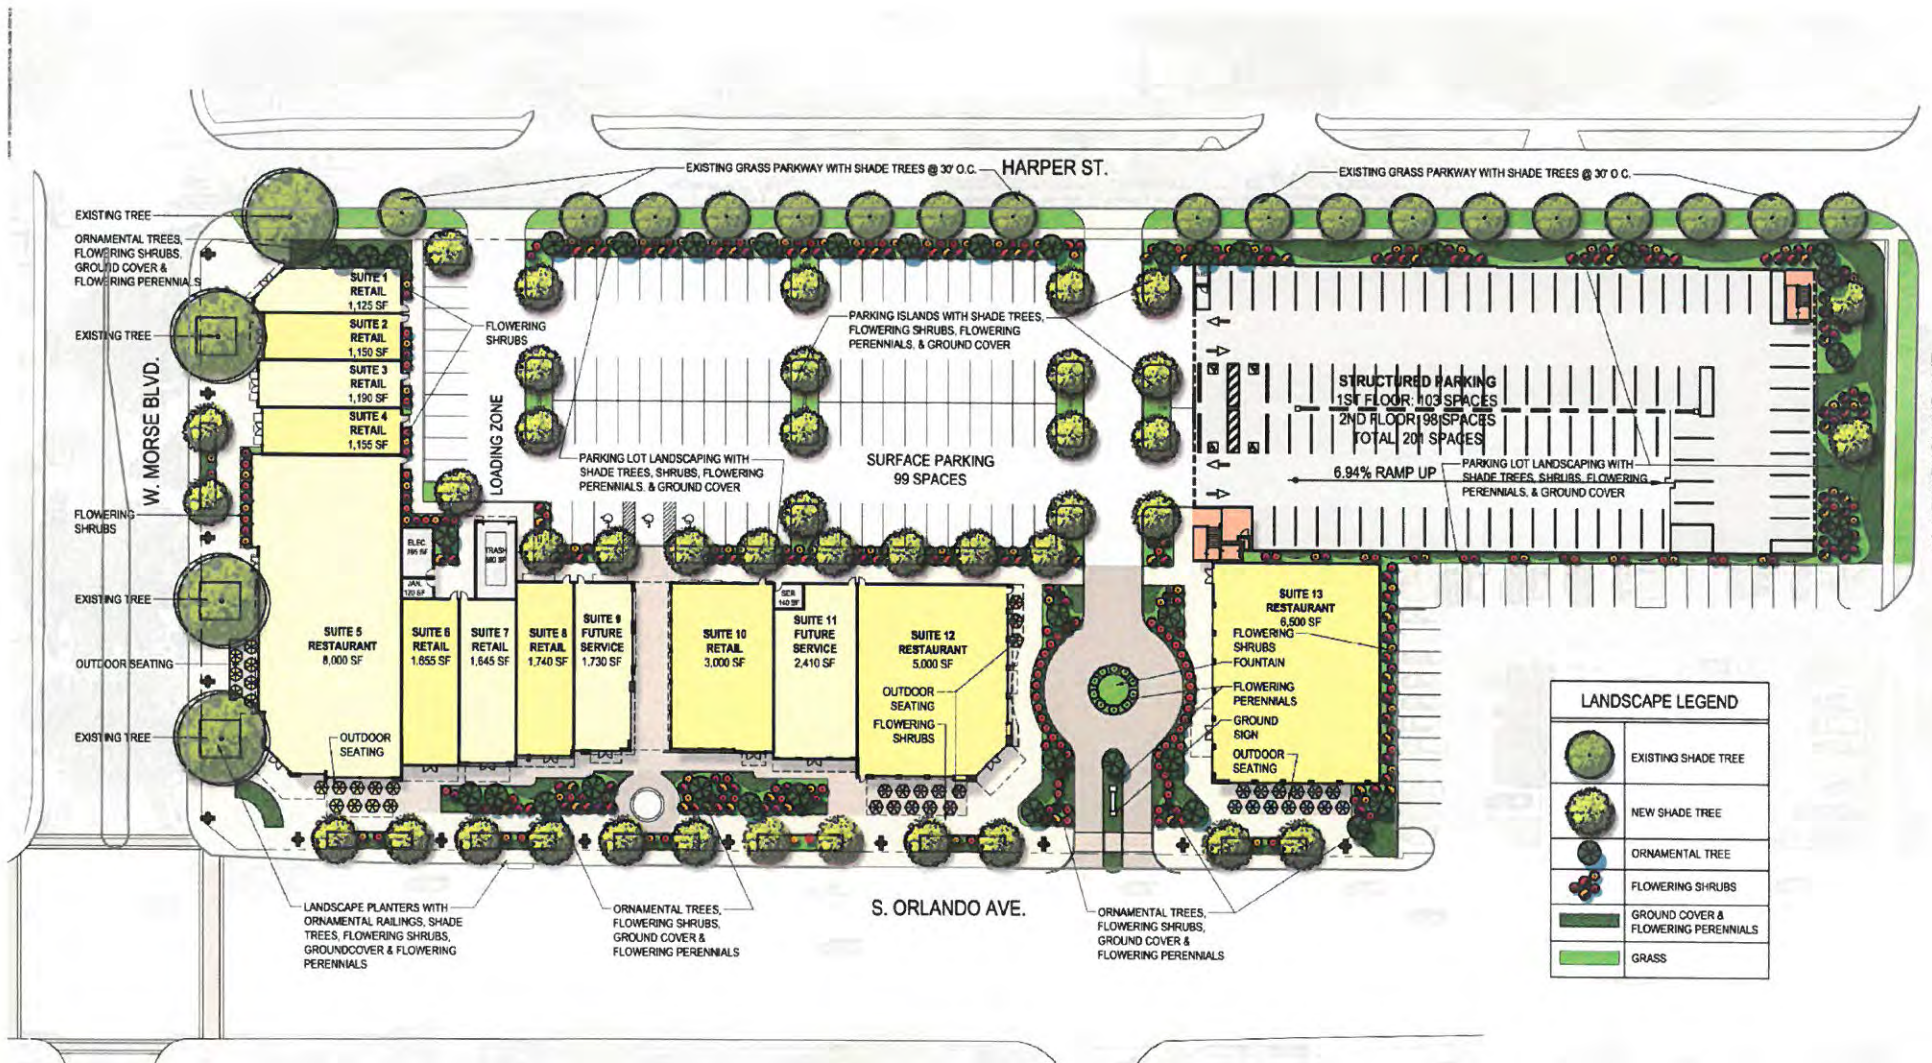 EXISTING GRASS PARKWAY WITH SHADE TREES @ 30' O.C.
HARPER ST.
EXISTING GRASS PARKWAY WITH SHADE TREES @ 30' O.C.
EXISTING TREE
ORNAMENTAL TREES,
FLOWERING SHRUBS,
GROUND COVER &
FLOWERING PERENNIALS
EXISTING TREE
W. MORSE BLVD.
FLOWERING
SHRUBS
EXISTING TREE
OUTDOOR SEATING
EXISTING TREE
SUITE 1
RETAIL
1,125 SF
SUITE 2
RETAIL
1,150 SF
SUITE 3
RETAIL
1,190 SF
SUITE 4
RETAIL
1,155 SF
FLOWERING
SHRUBS
LOADING ZONE
PARKING ISLANDS WITH SHADE TREES,
FLOWERING SHRUBS, FLOWERING
PERENNIALS, & GROUND COVER
PARKING LOT LANDSCAPING WITH
SHADE TREES, SHRUBS, FLOWERING
PERENNIALS, & GROUND COVER
SURFACE PARKING
99 SPACES
STRUCTURED PARKING
1ST FLOOR: 103 SPACES
2ND FLOOR: 98 SPACES
TOTAL 201 SPACES
6.94% RAMP UP
PARKING LOT LANDSCAPING WITH
SHADE TREES, SHRUBS, FLOWERING
PERENNIALS, & GROUND COVER
ELEC.
TRASH
JAN.
120 SF
SUITE 5
RESTAURANT
8,000 SF
SUITE 6
RETAIL
1,655 SF
SUITE 7
RETAIL
1,645 SF
SUITE 8
RETAIL
1,740 SF
SUITE 9
FUTURE
SERVICE
1,730 SF
SUITE 10
RETAIL
3,000 SF
140 SF
SUITE 11
FUTURE
SERVICE
2,410 SF
SUITE 12
RESTAURANT
5,000 SF
SUITE 13
RESTAURANT
6,500 SF
FLOWERING
SHRUBS
FOUNTAIN
FLOWERING
PERENNIALS
GROUND
SIGN
OUTDOOR
SEATING
OUTDOOR
SEATING
FLOWERING
SHRUBS
OUTDOOR
SEATING
LANDSCAPE PLANTERS WITH
ORNAMENTAL RAILINGS, SHADE
TREES, FLOWERING SHRUBS,
GROUNDCOVER & FLOWERING
PERENNIALS
ORNAMENTAL TREES,
FLOWERING SHRUBS,
GROUND COVER &
FLOWERING PERENNIALS
S. ORLANDO AVE.
ORNAMENTAL TREES,
FLOWERING SHRUBS,
GROUND COVER &
FLOWERING PERENNIALS
LANDSCAPE LEGEND
EXISTING SHADE TREE
NEW SHADE TREE
ORNAMENTAL TREE
FLOWERING SHRUBS
GROUND COVER &
FLOWERING PERENNIALS
GRASS